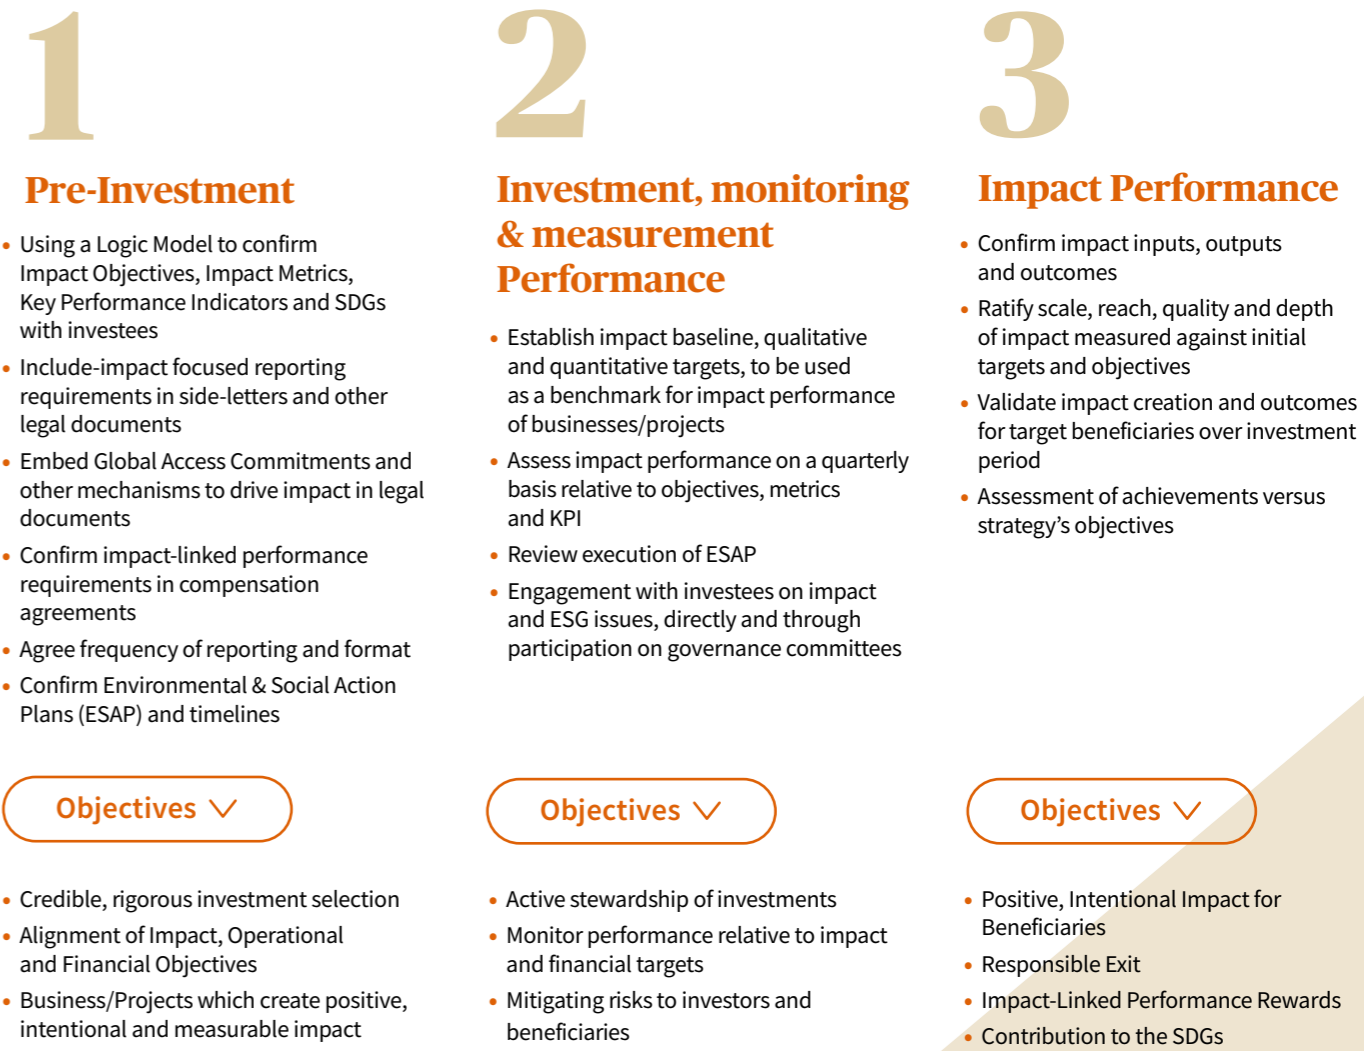 1
Pre-Investment
• Using a Logic Model to confirm
Impact Objectives, Impact Metrics,
Key Performance Indicators and SDGs
with investees
• Include-impact focused reporting
requirements in side-letters and other
legal documents
• Embed Global Access Commitments and
other mechanisms to drive impact in legal
documents
• Confirm impact-linked performance
requirements in compensation
agreements
• Agree frequency of reporting and format
• Confirm Environmental & Social Action
Plans (ESAP) and timelines
Objectives
• Credible, rigorous investment selection
• Alignment of Impact, Operational
and Financial Objectives
• Business/Projects which create positive,
intentional and measurable impact
2
Investment, monitoring
& measurement
Performance
• Establish impact baseline, qualitative
and quantitative targets, to be used
as a benchmark for impact performance
of businesses/projects
• Assess impact performance on a quarterly
basis relative to objectives, metrics
and KPI
• Review execution of ESAP
• Engagement with investees on impact
and ESG issues, directly and through
participation on governance committees
Objectives
• Active stewardship of investments
• Monitor performance relative to impact
and financial targets
• Mitigating risks to investors and
beneficiaries
3
Impact Performance
• Confirm impact inputs, outputs
and outcomes
• Ratify scale, reach, quality and depth
of impact measured against initial
targets and objectives
• Validate impact creation and outcomes
for target beneficiaries over investment
period
• Assessment of achievements versus
strategy's objectives
Objectives
• Positive, Intentional Impact for
Beneficiaries
• Responsible Exit
• Impact-Linked Performance Rewards
• Contribution to the SDGs